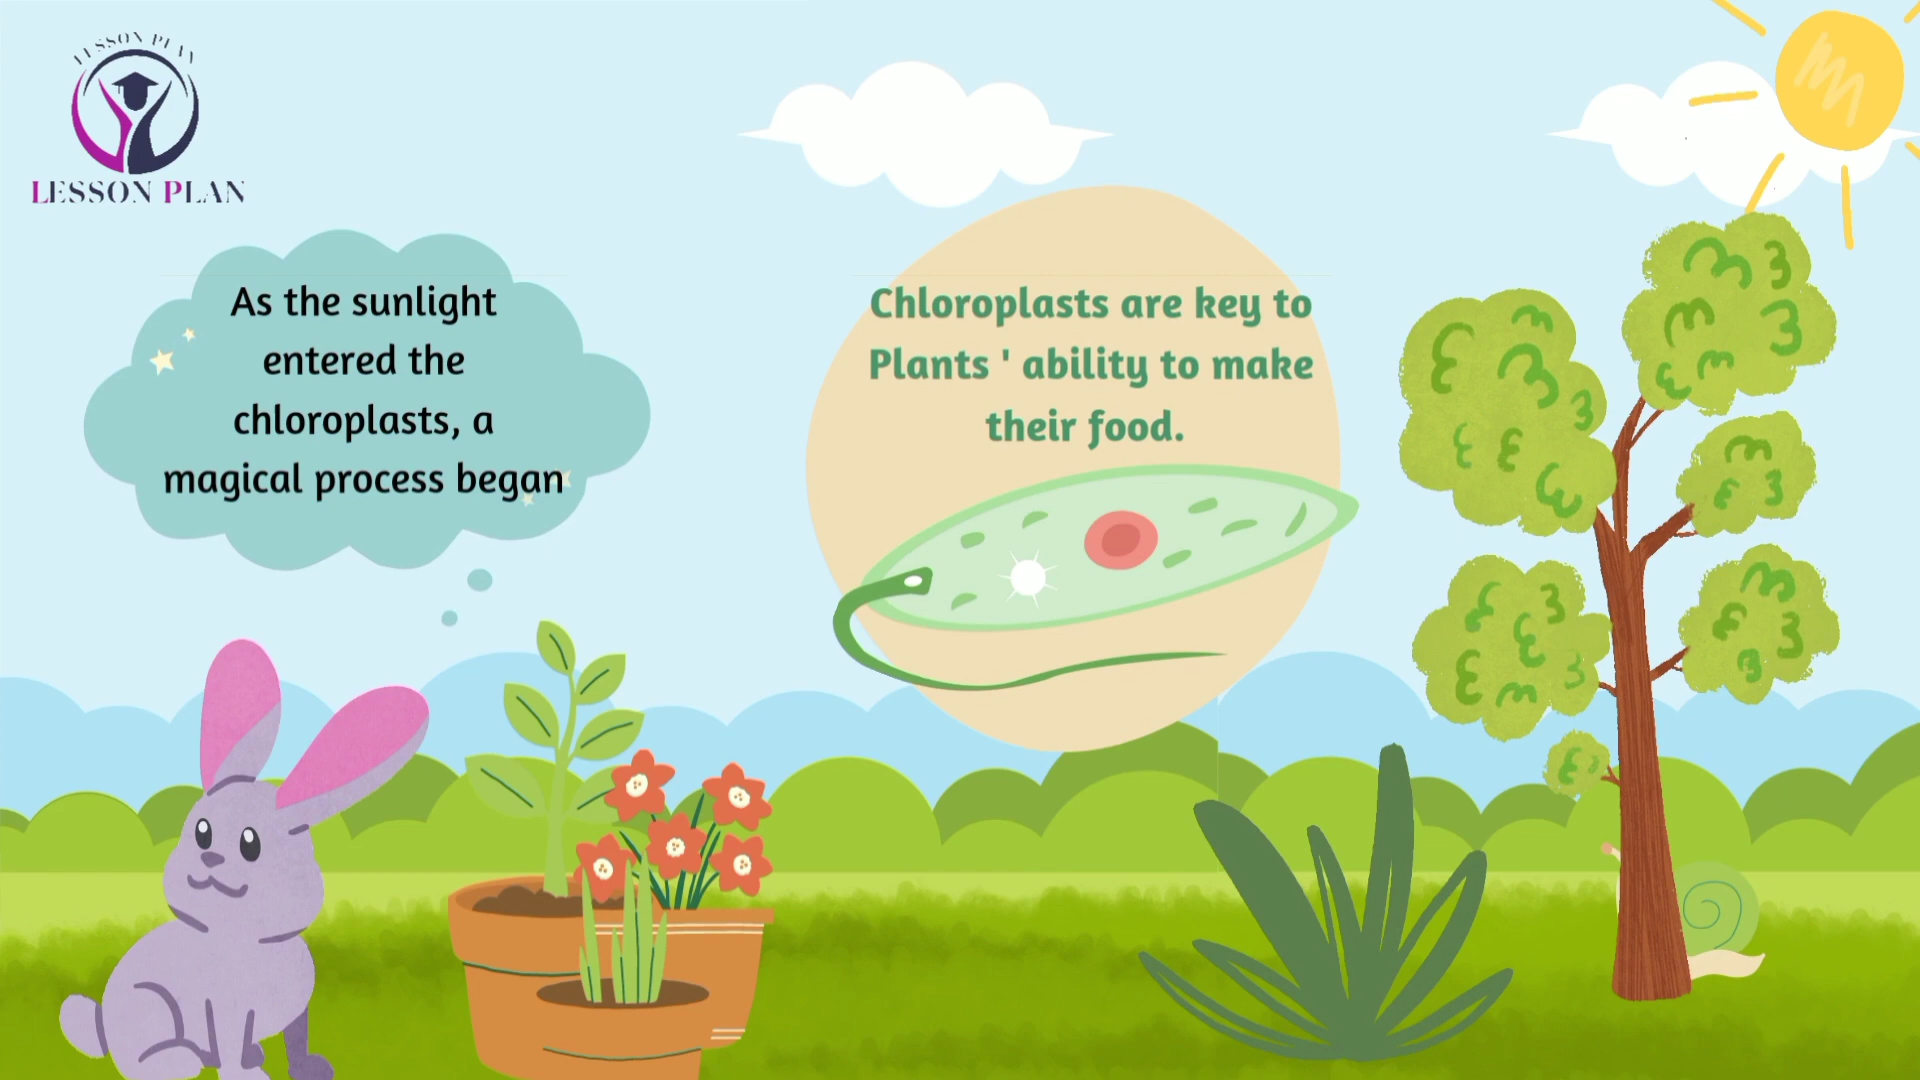 LESSON PLAN
LESSON PLAN
As the sunlight
entered the
chloroplasts, a
magical process began
Chloroplasts are key to
Plants ' ability to make
their food.